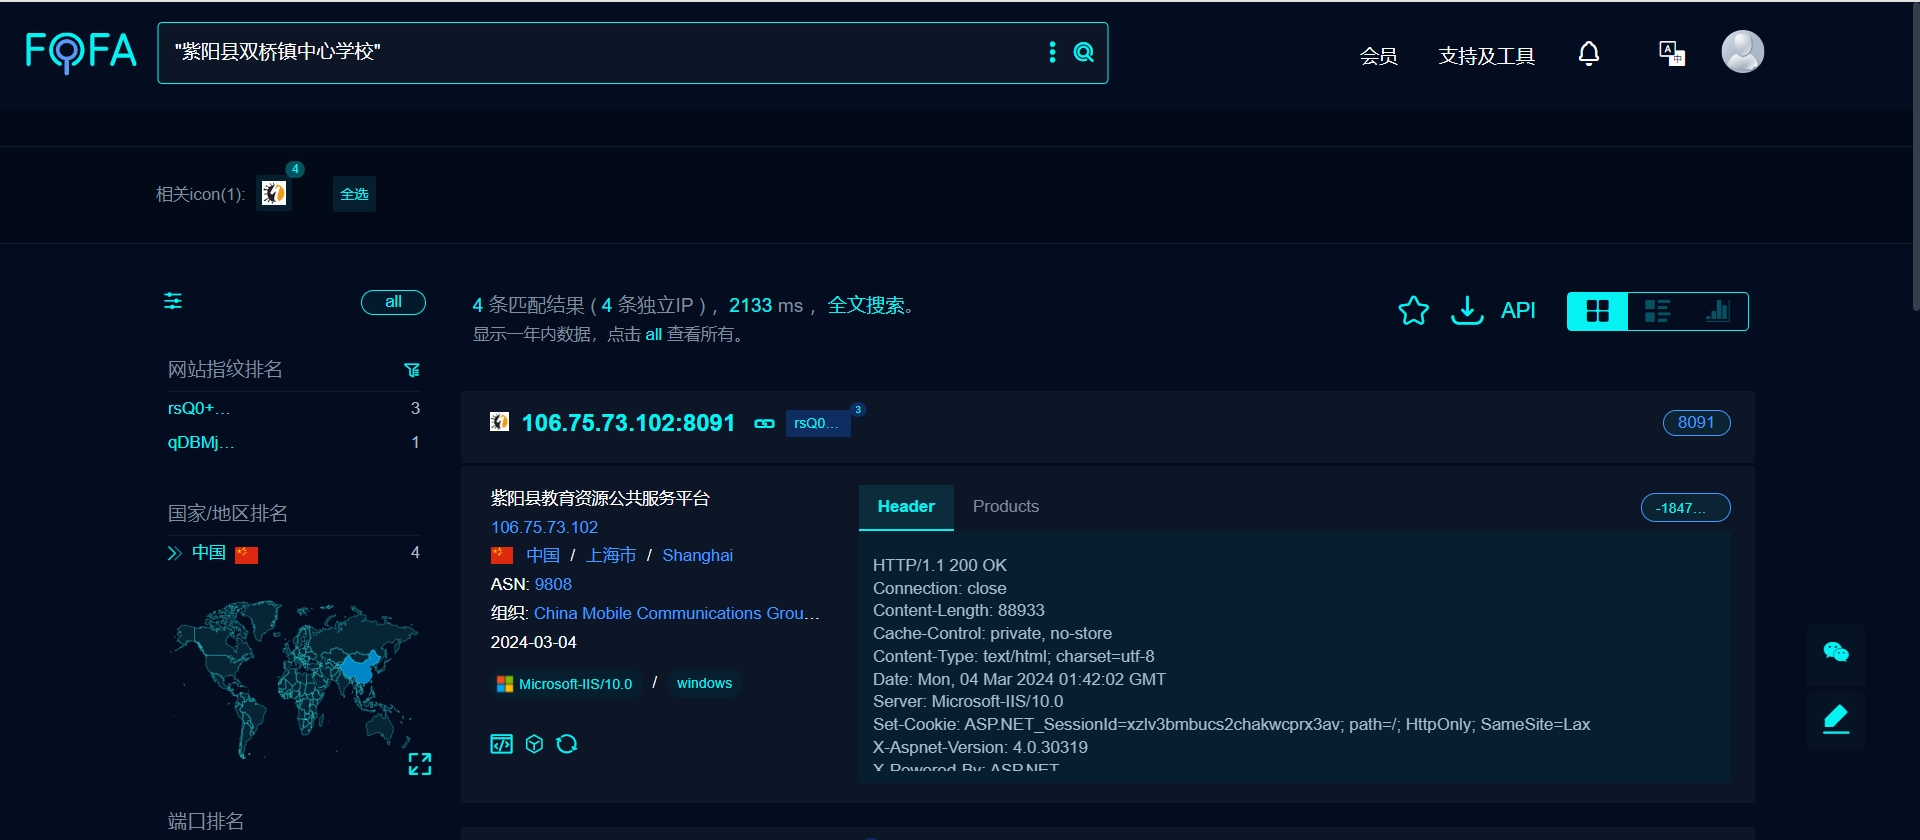 FOFA
"紫阳县双桥镇中心学校"
会员
支持及工具
相关icon(1):
4
全选
all
4 条匹配结果 ( 4 条独立IP ) ，2133 ms ，全文搜索。
显示一年内数据，点击 all 查看所有。
API
网站指纹排名
rsQ0+...
3
qDBMj...
1
国家/地区排名
中国
4
端口排名
106.75.73.102:8091
rsQ0...
3
8091
紫阳县教育资源公共服务平台
106.75.73.102
中国 / 上海市 / Shanghai
ASN: 9808
组织: China Mobile Communications Grou...
2024-03-04
Microsoft-IIS/10.0 / windows
Header
Products
-1847...
HTTP/1.1 200 OK
Connection: close
Content-Length: 88933
Cache-Control: private, no-store
Content-Type: text/html; charset=utf-8
Date: Mon, 04 Mar 2024 01:42:02 GMT
Server: Microsoft-IIS/10.0
Set-Cookie: ASP.NET_SessionId=xzlv3bmbucs2chakwcprx3av; path=/; HttpOnly; SameSite=Lax
X-Aspnet-Version: 4.0.30319
X-Powered-By: ASP.NET